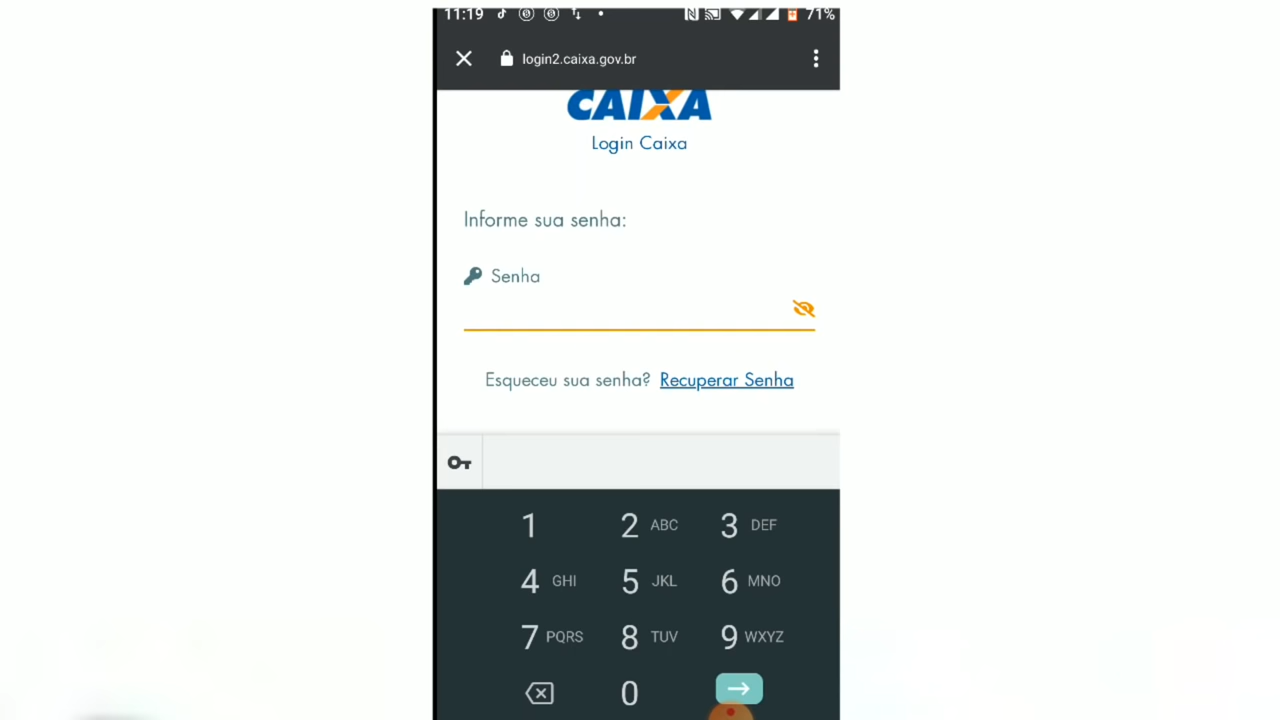 11:19 71%
login2.caixa.gov.br
CAIXA
Login Caixa
Informe sua senha:
Senha
Esqueceu sua senha? Recuperar Senha
1 2 ABC 3 DEF
4 GHI 5 JKL 6 MNO
7 PQRS 8 TUV 9 WXYZ
0